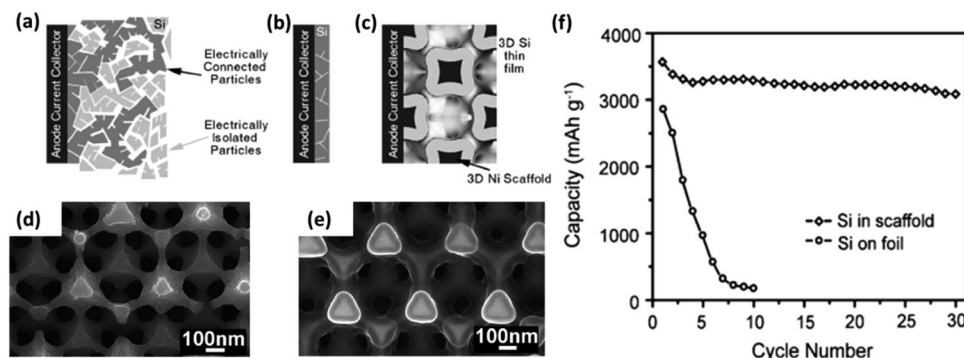 (a)
Si
Anode Current Collector
Electrically
Connected
Particles
Electrically
Isolated
Particles
(b)
Si
Anode Current Collector
(c)
3D Si
thin
film
Anode Current Collector
3D Ni Scaffold
(d)
100nm
(e)
100nm
(f)
Capacity (mAh g⁻¹)
4000
3000
2000
1000
0
Si in scaffold
Si on foil
0 5 10 15 20 25 30
Cycle Number